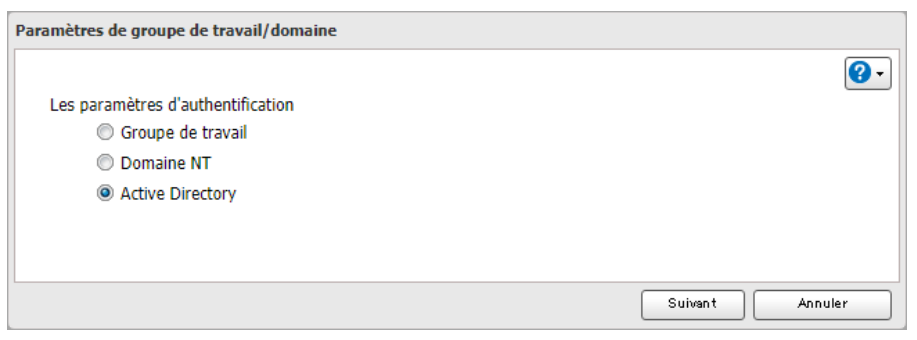 Paramètres de groupe de travail/domaine
?
Les paramètres d'authentification
Groupe de travail
Domaine NT
Active Directory
Suivant
Annuler